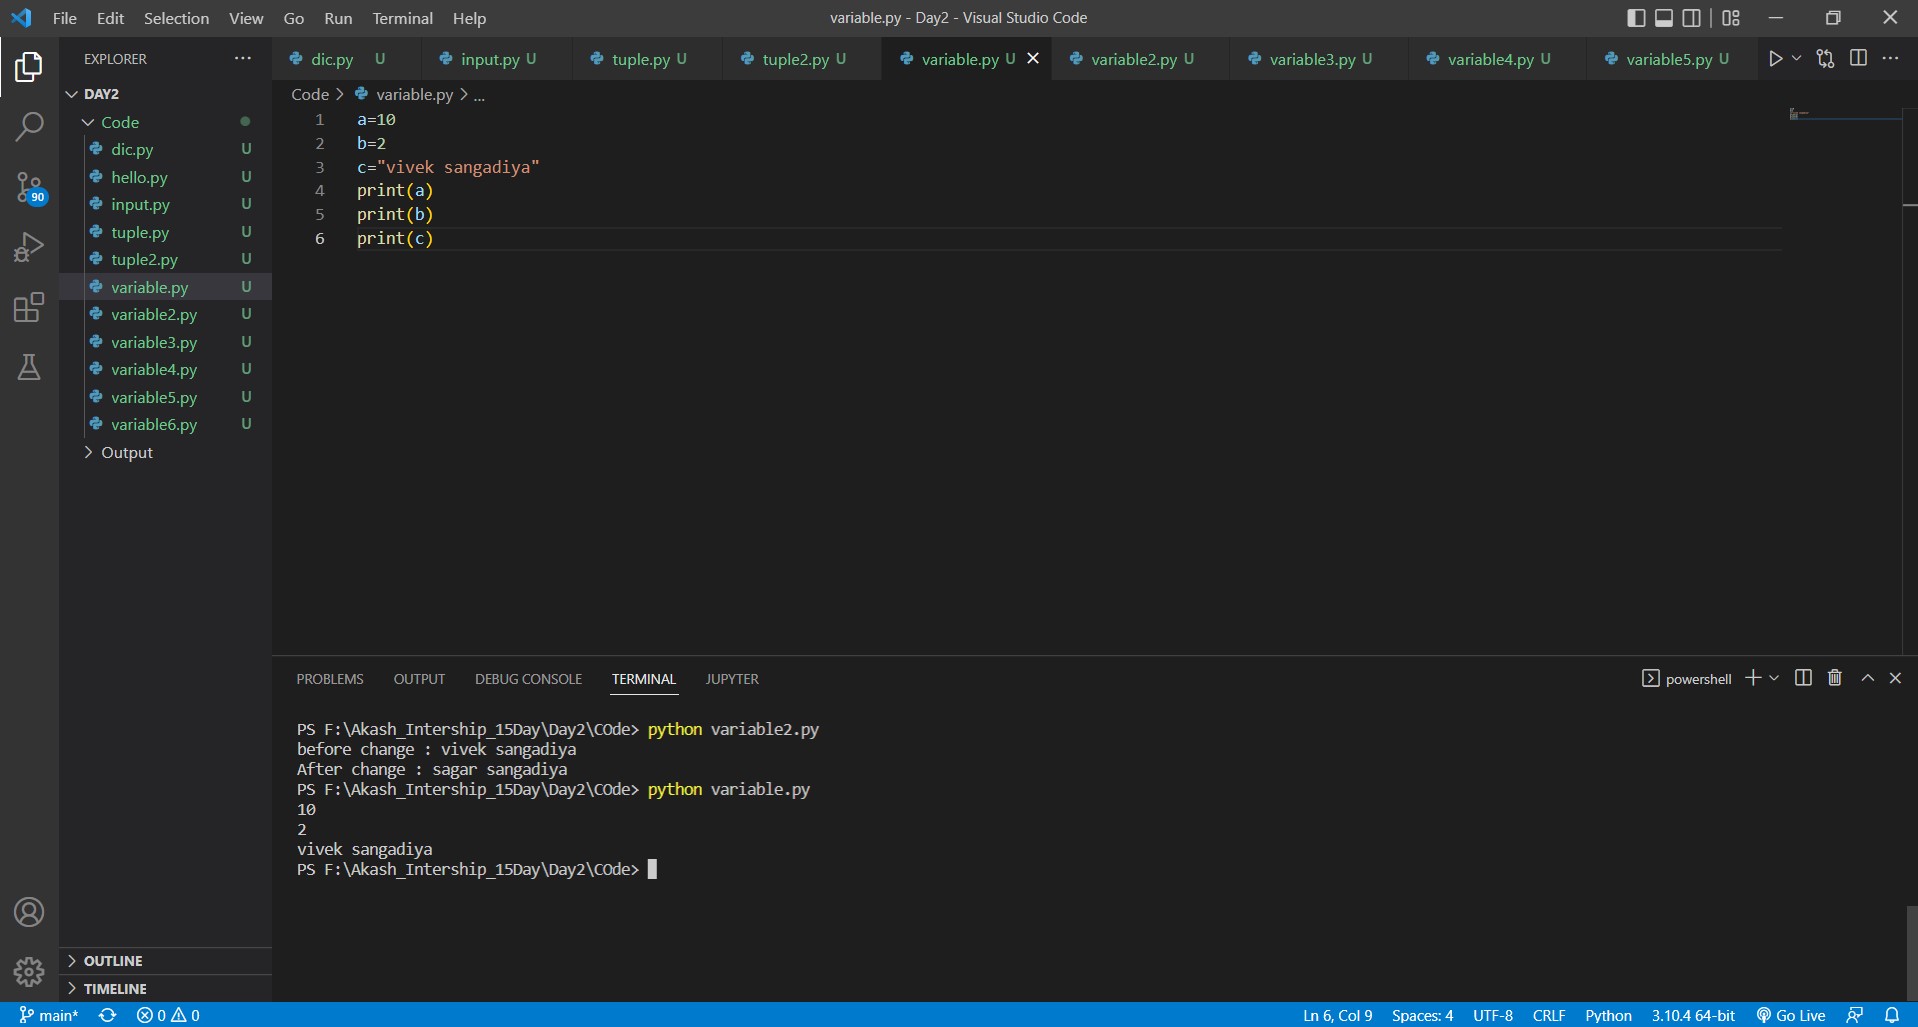 File Edit Selection View Go Run Terminal Help
variable.py - Day2 - Visual Studio Code
EXPLORER ...
dic.py U
input.py U
tuple.py U
tuple2.py U
variable.py U
variable2.py U
variable3.py U
variable4.py U
variable5.py U
DAY2
Code
dic.py U
hello.py U
input.py U
tuple.py U
tuple2.py U
variable.py U
variable2.py U
variable3.py U
variable4.py U
variable5.py U
variable6.py U
Output
90
Code > variable.py > ...
1 a=10
2 b=2
3 c="vivek sangadiya"
4 print(a)
5 print(b)
6 print(c)
PROBLEMS OUTPUT DEBUG CONSOLE TERMINAL JUPYTER
powershell
PS F:\Akash_Intership_15Day\Day2\COde> python variable2.py
before change : vivek sangadiya
After change : sagar sangadiya
PS F:\Akash_Intership_15Day\Day2\COde> python variable.py
10
2
vivek sangadiya
PS F:\Akash_Intership_15Day\Day2\COde>
OUTLINE
TIMELINE
main* 0 0
Ln 6, Col 9 Spaces: 4 UTF-8 CRLF Python 3.10.4 64-bit Go Live